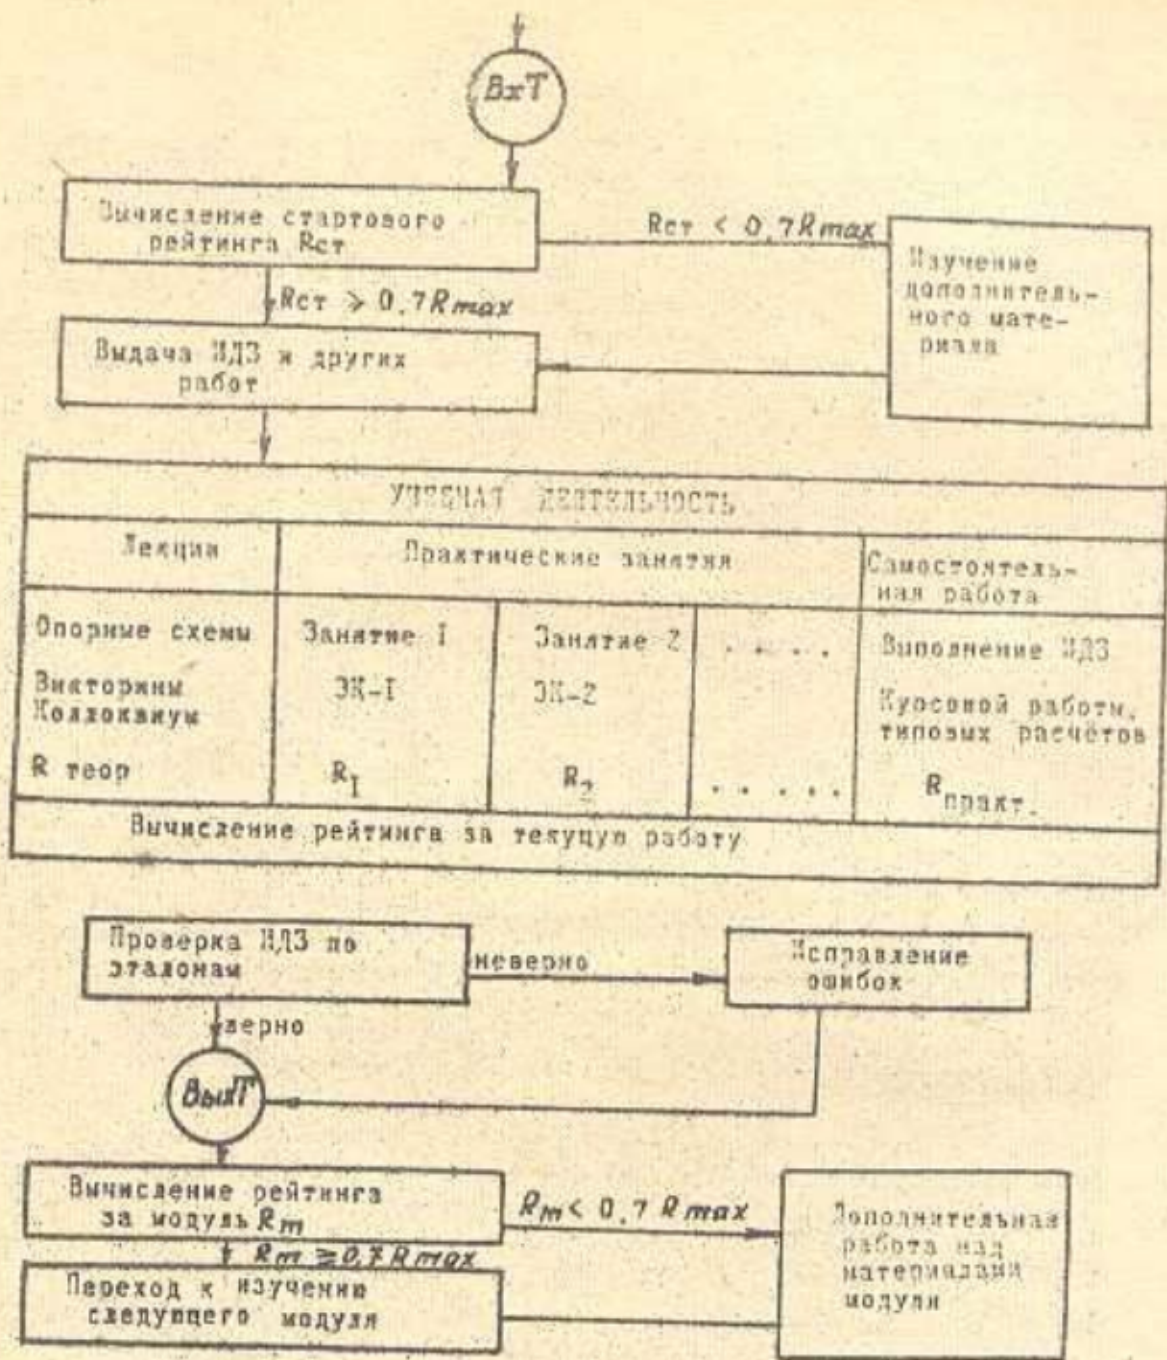 ВхТ
Вычисление стартового
рейтинга Rст
Rст < 0,7 Rmax
Изучение
дополнитель-
ного мате-
риала
Rст ⩾ 0,7 Rmax
Выдача ИДЗ и других
работ
УЧЕБНАЯ ДЕЯТЕЛЬНОСТЬ
Лекции
Практические занятия
Самостоятель-
ная работа
Опорные схемы
Занятие 1
Занятие 2
. . . .
Выполнение ИДЗ
Викторины
ЭК-1
ЭК-2
Курсовой работы,
Коллоквиум
типовых расчётов
R теор
R1
R2
. . . . .
Rпракт.
Вычисление рейтинга за текущую работу
Проверка ИДЗ по
эталонам
неверно
Исправление
ошибок
верно
ВыхТ
Вычисление рейтинга
за модуль Rm
Rm < 0,7 Rmax
Дополнительная
работа над
материалами
модуля
Rm ≥ 0,7 Rmax
Переход к изучению
следующего модуля